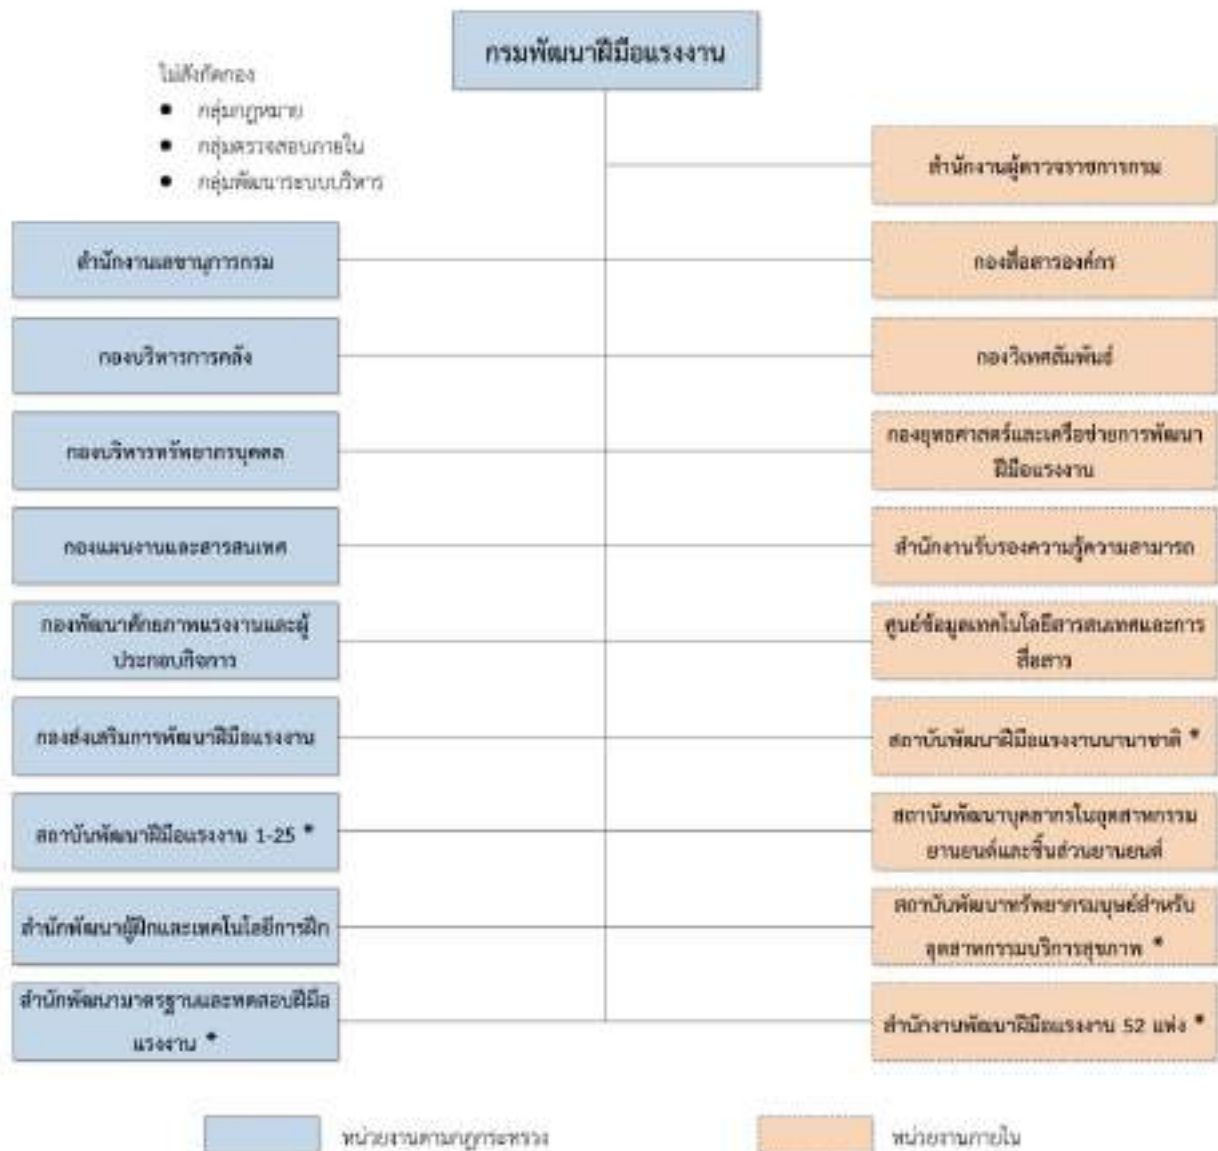 กรมพัฒนาฝีมือแรงงาน
ไม่สังกัดกอง
● กลุ่มกฎหมาย
● กลุ่มตรวจสอบภายใน
● กลุ่มพัฒนาระบบบริหาร
สำนักงานผู้ตรวจราชการกรม
สำนักงานเลขานุการกรม
กองสื่อสารองค์กร
กองบริหารการคลัง
กองวิเทศสัมพันธ์
กองบริหารทรัพยากรบุคคล
กองยุทธศาสตร์และเครือข่ายการพัฒนา
ฝีมือแรงงาน
กองแผนงานและสารสนเทศ
สำนักงานรับรองความรู้ความสามารถ
กองพัฒนาศักยภาพแรงงานและผู้
ประกอบกิจการ
ศูนย์ข้อมูลเทคโนโลยีสารสนเทศและการ
สื่อสาร
กองส่งเสริมการพัฒนาฝีมือแรงงาน
สถาบันพัฒนาฝีมือแรงงานนานาชาติ *
สถาบันพัฒนาฝีมือแรงงาน 1-25 *
สถาบันพัฒนาบุคลากรในอุตสาหกรรม
ยานยนต์และชิ้นส่วนยานยนต์
สำนักพัฒนาผู้ฝึกและเทคโนโลยีการฝึก
สถาบันพัฒนาทรัพยากรมนุษย์สำหรับ
อุตสาหกรรมบริการสุขภาพ *
สำนักพัฒนามาตรฐานและทดสอบฝีมือ
แรงงาน *
สำนักงานพัฒนาฝีมือแรงงาน 52 แห่ง *
หน่วยงานตามกฎกระทรวง
หน่วยงานภายใน